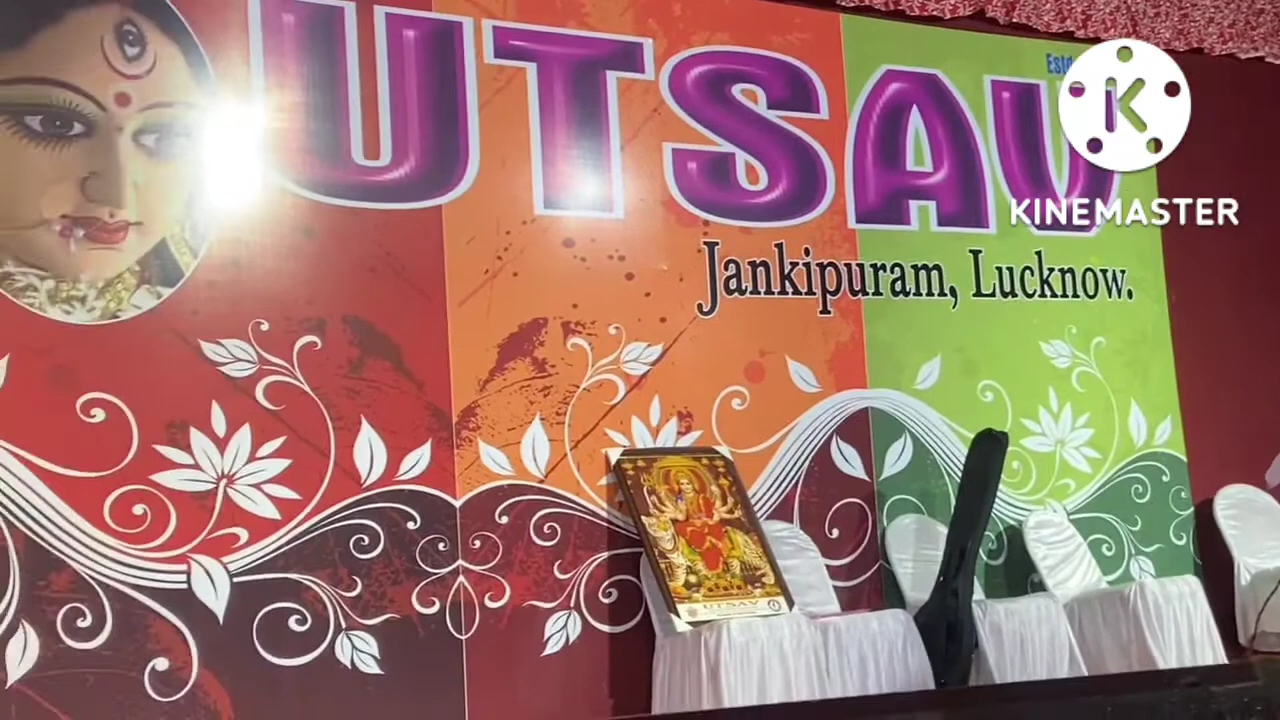 UTSAV
Jankipuram, Lucknow.
K
KINEMASTER
UTSAV